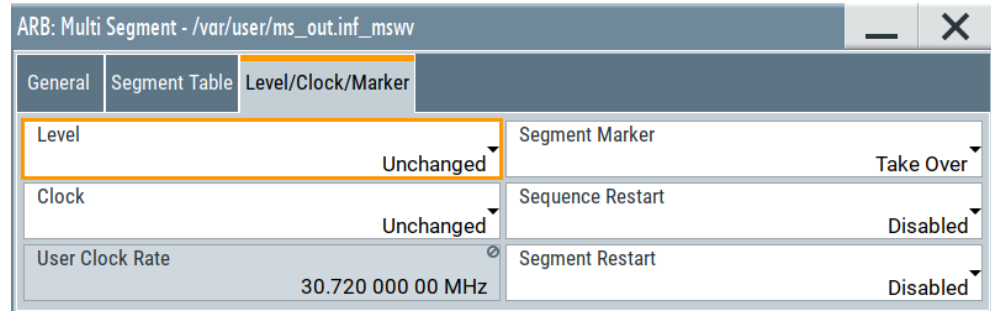 ARB: Multi Segment - /var/user/ms_out.inf_mswv
General Segment Table Level/Clock/Marker
Level
Unchanged
Segment Marker
Take Over
Clock
Unchanged
Sequence Restart
Disabled
User Clock Rate
30.720 000 00 MHz
Segment Restart
Disabled